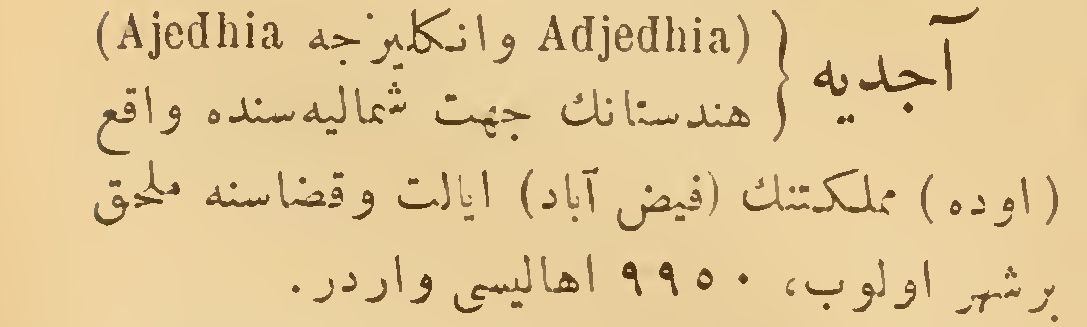 آجديه { (Adjedhia وانكليزجه Ajedhia)
هندستانك جهت شماليه‌سنده واقع
(اوده) مملكتنك (فيض آباد) ايالت وقضاسنه ملحق
برشهر اولوب، ٩٩٥٠ اهاليسى واردر.